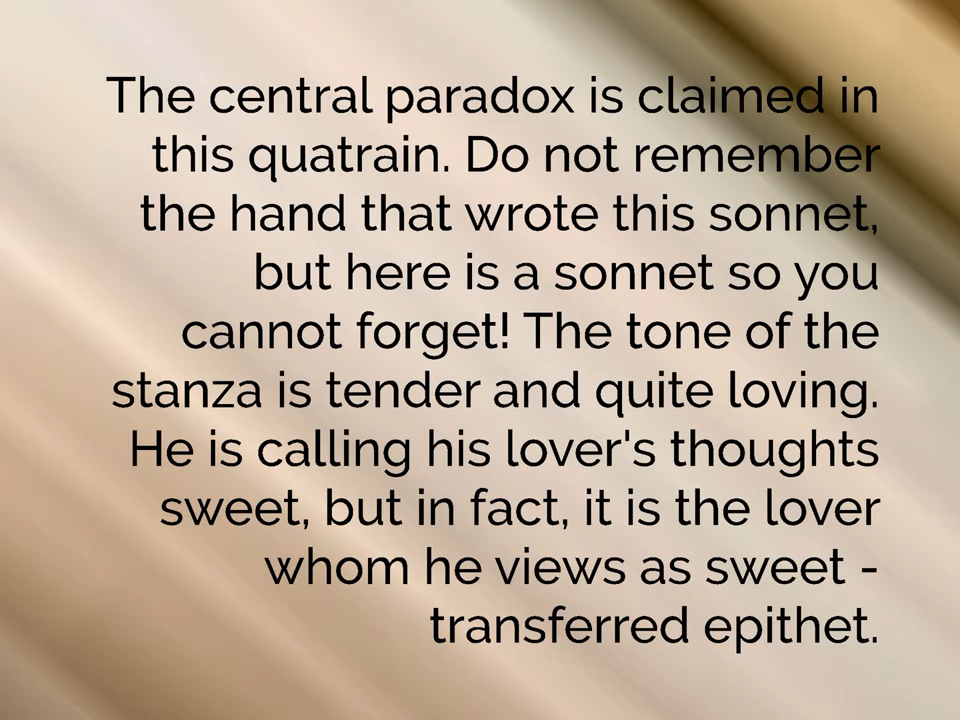 The central paradox is claimed in
this quatrain. Do not remember
the hand that wrote this sonnet,
but here is a sonnet so you
cannot forget! The tone of the
stanza is tender and quite loving.
He is calling his lover's thoughts
sweet, but in fact, it is the lover
whom he views as sweet -
transferred epithet.